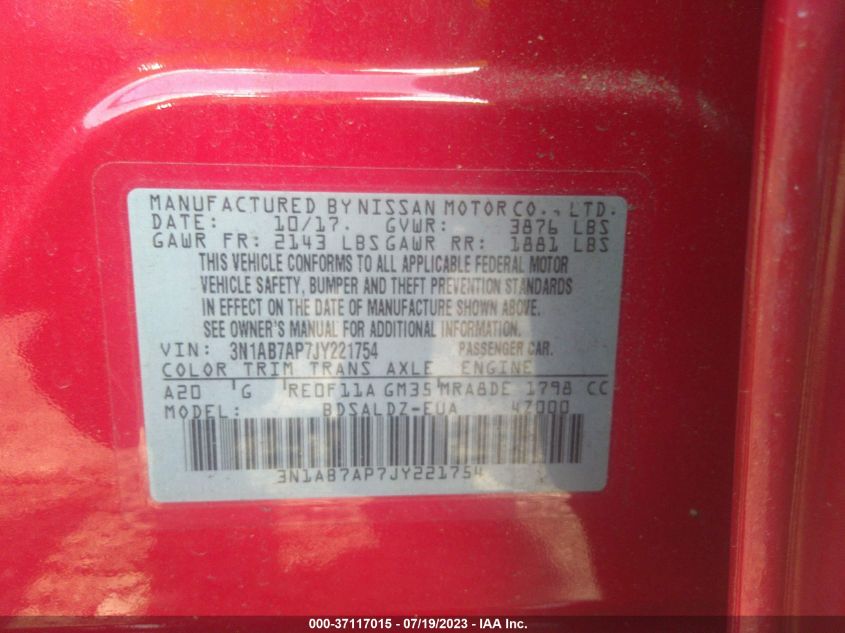 MANUFACTURED BY NISSAN MOTOR CO., LTD.
DATE: 10/17. GVWR: 3876 LBS
GAWR FR: 2143 LBS GAWR RR: 1881 LBS
THIS VEHICLE CONFORMS TO ALL APPLICABLE FEDERAL MOTOR
VEHICLE SAFETY, BUMPER AND THEFT PREVENTION STANDARDS
IN EFFECT ON THE DATE OF MANUFACTURE SHOWN ABOVE.
SEE OWNER'S MANUAL FOR ADDITIONAL INFORMATION.
VIN: 3N1AB7AP7JY221754 PASSENGER CAR.
COLOR TRIM TRANS AXLE ENGINE
A20 G RE0F11A GM35 MRA8DE 1798 CC
MODEL: BDSALDZ-EUA 47000
3N1AB7AP7JY221754
000-37117015 - 07/19/2023 - IAA Inc.